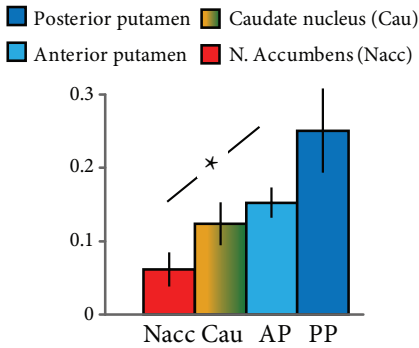 Posterior putamen Caudate nucleus (Cau)
Anterior putamen N. Accumbens (Nacc)
0.3
0.2
0.1
0
*
Nacc Cau AP PP